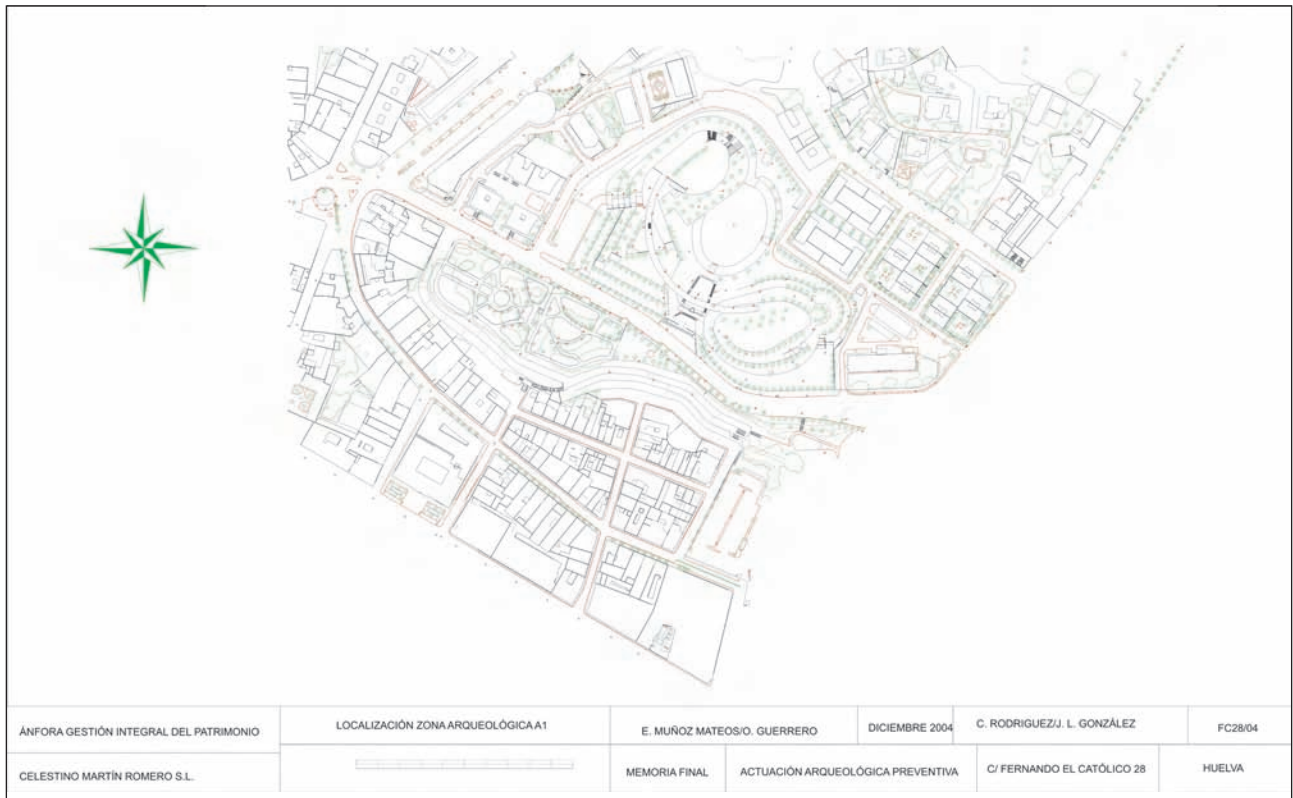 ÁNFORA GESTIÓN INTEGRAL DEL PATRIMONIO
LOCALIZACIÓN ZONA ARQUEOLÓGICA A1
E. MUÑOZ MATEOS/O. GUERRERO
DICIEMBRE 2004
C. RODRIGUEZ/J. L. GONZÁLEZ
FC28/04
CELESTINO MARTÍN ROMERO S.L.
MEMORIA FINAL
ACTUACIÓN ARQUEOLÓGICA PREVENTIVA
C/ FERNANDO EL CATÓLICO 28
HUELVA